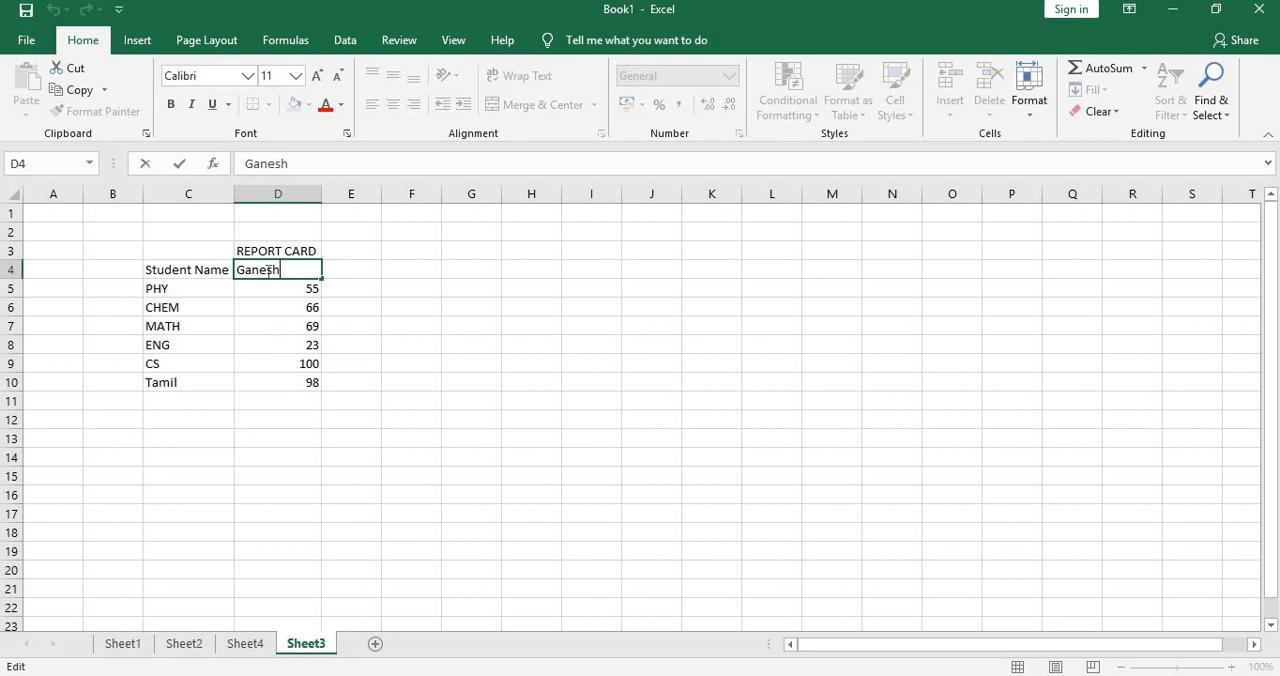 Book1 - Excel
Sign in
File Home Insert Page Layout Formulas Data Review View Help Tell me what you want to do Share
Paste
Cut
Copy
Format Painter
Clipboard
Calibri 11
B I U A
Font
Wrap Text
Merge & Center
Alignment
General
%
Number
Conditional Formatting
Format as Table
Cell Styles
Styles
Insert Delete Format
Cells
AutoSum
Fill
Clear
Sort & Filter
Find & Select
Editing
D4 fx Ganesh
A B C D E F G H I J K L M N O P Q R S T
1
2
3 REPORT CARD
4 Student Name Ganesh
5 PHY 55
6 CHEM 66
7 MATH 69
8 ENG 23
9 CS 100
10 Tamil 98
11
12
13
14
15
16
17
18
19
20
21
22
23
Sheet1 Sheet2 Sheet4 Sheet3
Edit 100%